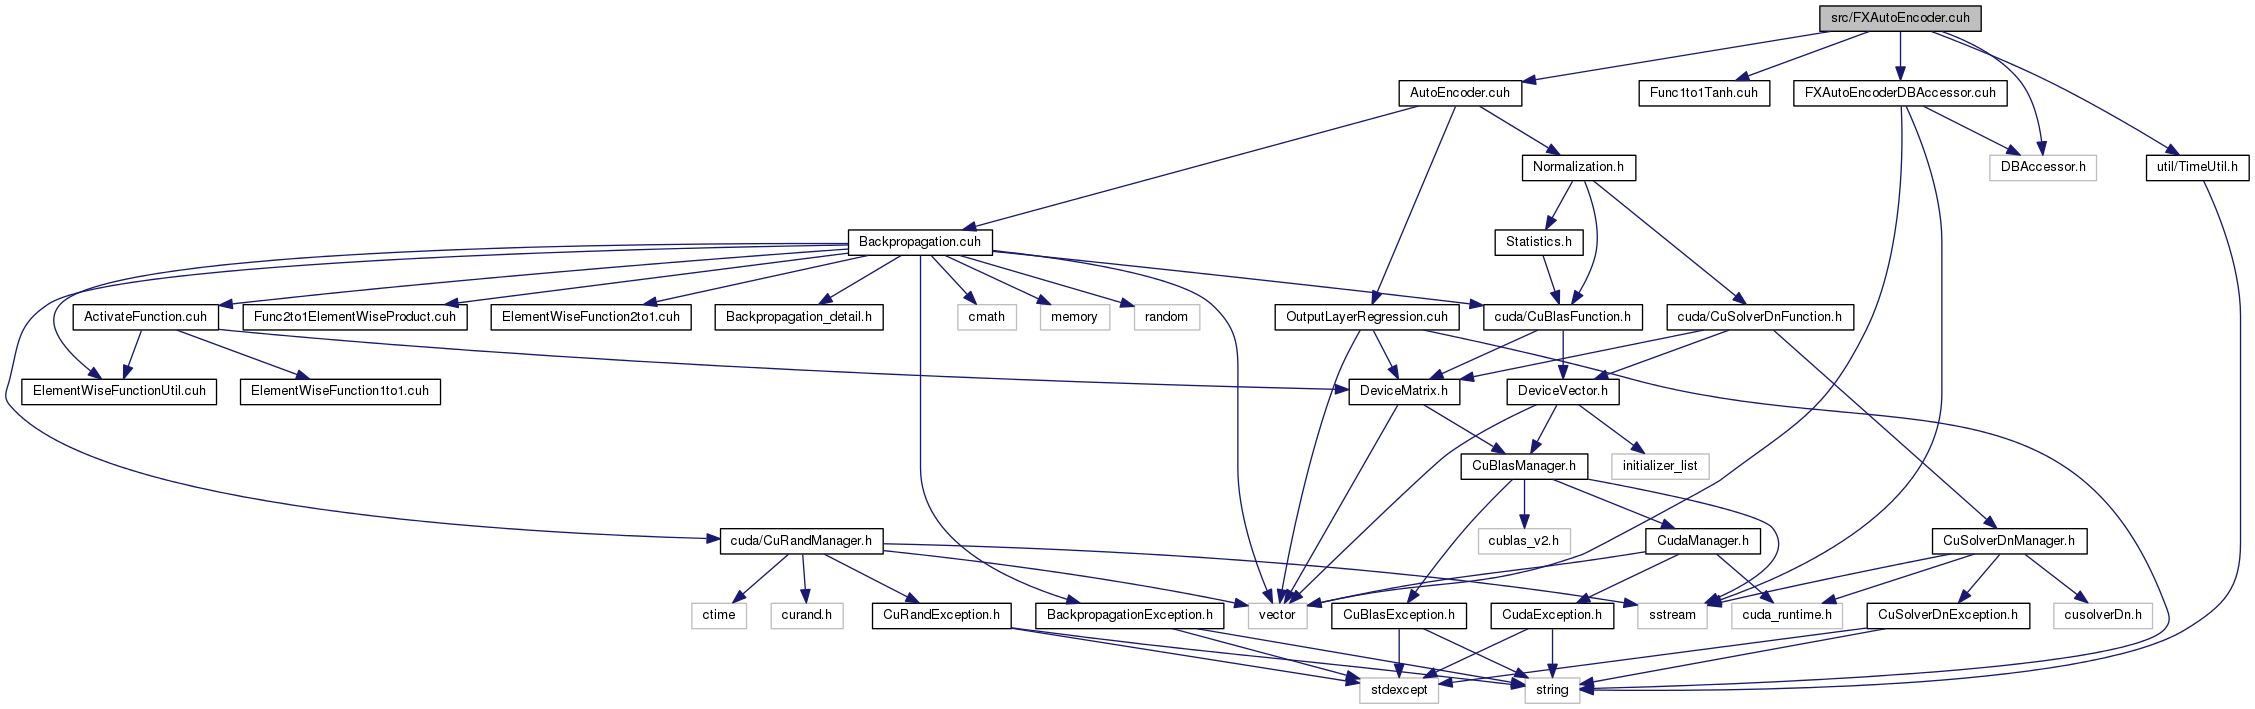 src/FXAutoEncoder.cuh
AutoEncoder.cuh
Func1to1Tanh.cuh
FXAutoEncoderDBAccessor.cuh
Normalization.h
DBAccessor.h
util/TimeUtil.h
Backpropagation.cuh
Statistics.h
ActivateFunction.cuh
Func2to1ElementWiseProduct.cuh
ElementWiseFunction2to1.cuh
Backpropagation_detail.h
cmath
memory
random
OutputLayerRegression.cuh
cuda/CuBlasFunction.h
cuda/CuSolverDnFunction.h
ElementWiseFunctionUtil.cuh
ElementWiseFunction1to1.cuh
DeviceMatrix.h
DeviceVector.h
CuBlasManager.h
initializer_list
cuda/CuRandManager.h
cublas_v2.h
CudaManager.h
CuSolverDnManager.h
ctime
curand.h
CuRandException.h
BackpropagationException.h
vector
CuBlasException.h
CudaException.h
sstream
cuda_runtime.h
CuSolverDnException.h
cusolverDn.h
stdexcept
string